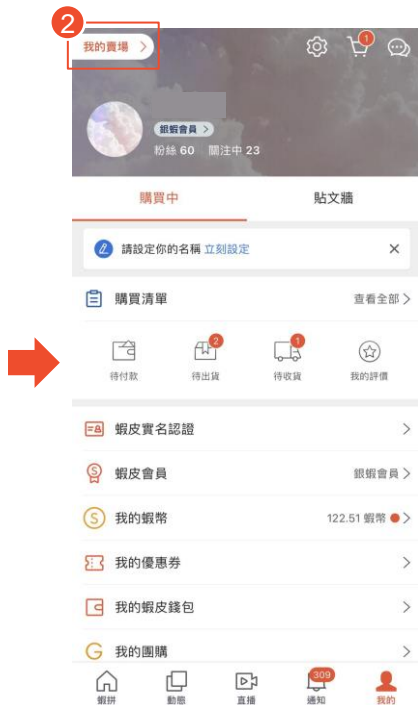 2
我的賣場 >
1
銀蝦會員 >
粉絲 60 關注中 23
購買中 貼文牆
請設定你的名稱 立刻設定 ×
購買清單 查看全部 >
2 1
待付款 待出貨 待收貨 我的評價
蝦皮實名認證 >
S 蝦皮會員 銀蝦會員 >
S 我的蝦幣 122.51 蝦幣 >
我的優惠券 >
我的蝦皮錢包 >
G 我的團購 >
309
蝦拼 動態 直播 通知 我的